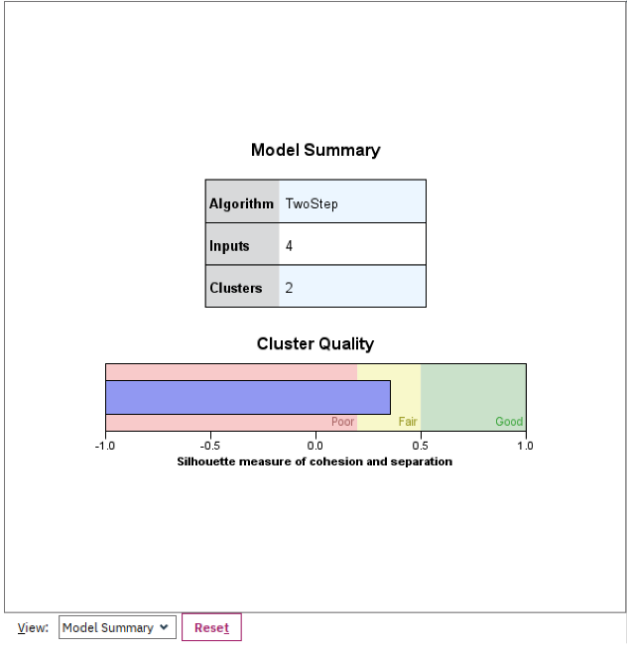 Model Summary
Algorithm TwoStep
Inputs 4
Clusters 2
Cluster Quality
Poor Fair Good
-1.0 -0.5 0.0 0.5 1.0
Silhouette measure of cohesion and separation
View: Model Summary Reset